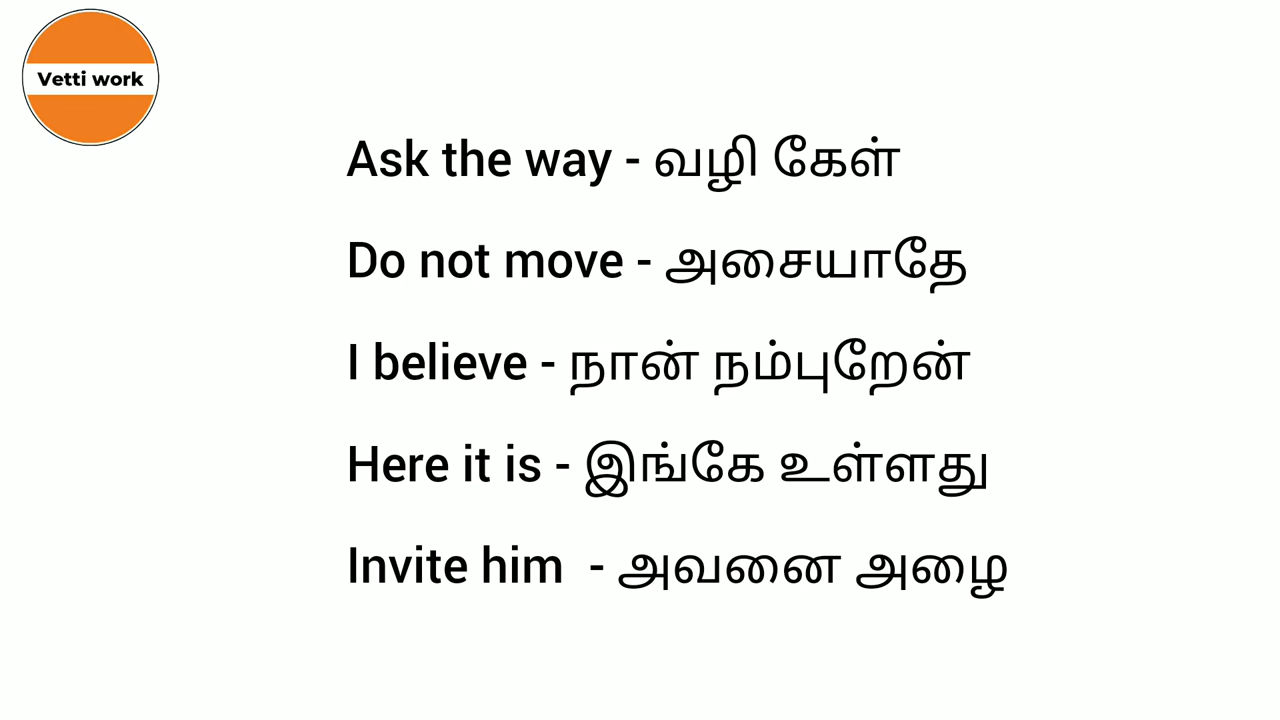 Vetti work
Ask the way - வழி கேள்
Do not move - அசையாதே
I believe - நான் நம்புறேன்
Here it is - இங்கே உள்ளது
Invite him - அவனை அழை